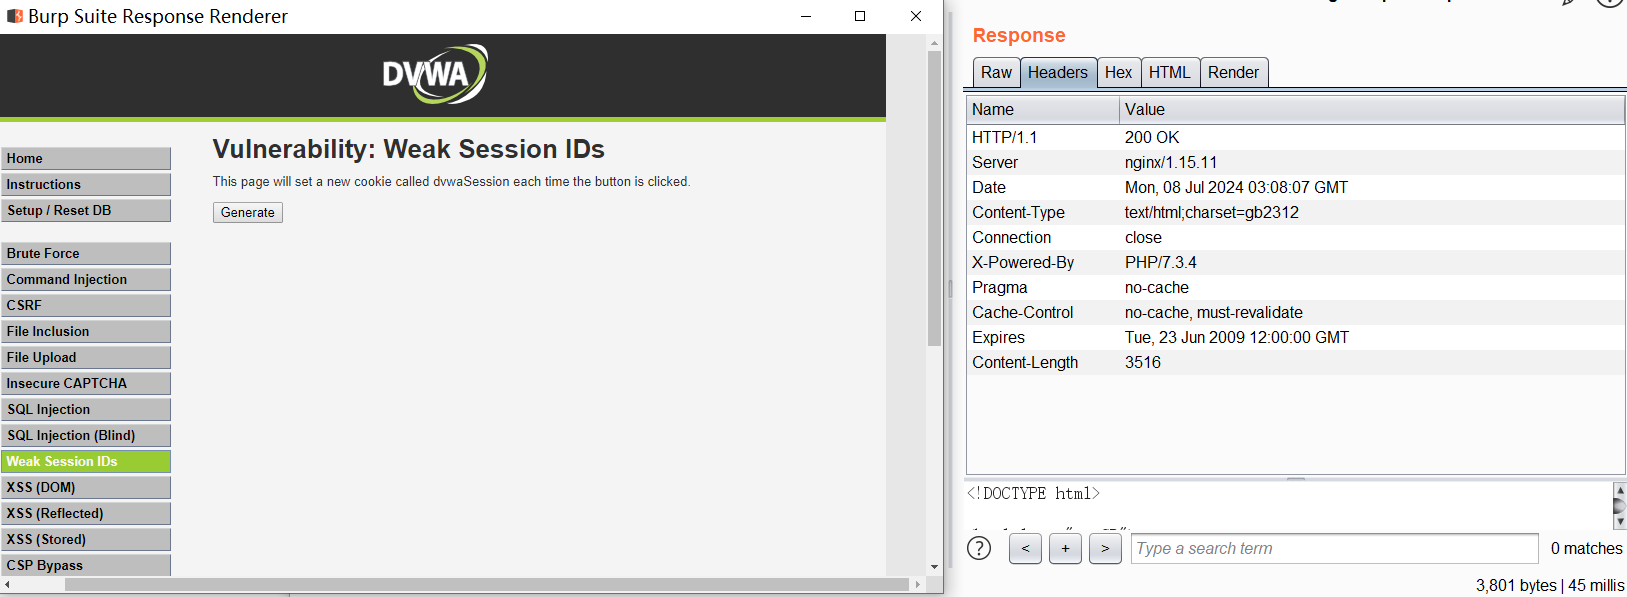 Burp Suite Response Renderer
DVWA
Home
Instructions
Setup / Reset DB
Brute Force
Command Injection
CSRF
File Inclusion
File Upload
Insecure CAPTCHA
SQL Injection
SQL Injection (Blind)
Weak Session IDs
XSS (DOM)
XSS (Reflected)
XSS (Stored)
CSP Bypass
Vulnerability: Weak Session IDs
This page will set a new cookie called dvwaSession each time the button is clicked.
Generate
Response
Raw Headers Hex HTML Render
Name Value
HTTP/1.1 200 OK
Server nginx/1.15.11
Date Mon, 08 Jul 2024 03:08:07 GMT
Content-Type text/html;charset=gb2312
Connection close
X-Powered-By PHP/7.3.4
Pragma no-cache
Cache-Control no-cache, must-revalidate
Expires Tue, 23 Jun 2009 12:00:00 GMT
Content-Length 3516
<!DOCTYPE html>
? < + > Type a search term 0 matches
3,801 bytes | 45 millis